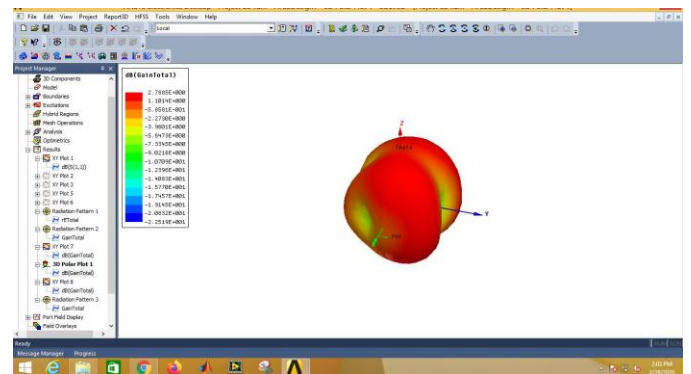 File Edit View Project Report3D HFSS Tools Window Help
Local
Project Manager
3D Components
Model
Boundaries
Excitations
Hybrid Regions
Mesh Operations
Analysis
Optimetrics
Results
XY Plot 1
dB(S(1,1))
XY Plot 2
XY Plot 3
XY Plot 5
XY Plot 6
Radiation Pattern 1
rETotal
Radiation Pattern 2
GainTotal
XY Plot 7
dB(GainTotal)
3D Polar Plot 1
dB(GainTotal)
XY Plot 8
dB(GainTotal)
Radiation Pattern 3
GainTotal
Port Field Display
Field Overlays
dB(GainTotal)
2.7885E+000
1.1014E+000
-5.8581E-001
-2.2730E+000
-3.9601E+000
-5.6473E+000
-7.3345E+000
-9.0216E+000
-1.0709E+001
-1.2396E+001
-1.4083E+001
-1.5770E+001
-1.7457E+001
-1.9145E+001
-2.0832E+001
-2.2519E+001
Z
Theta
Y
Phi
Ready
Message Manager Progress
2:03 PM